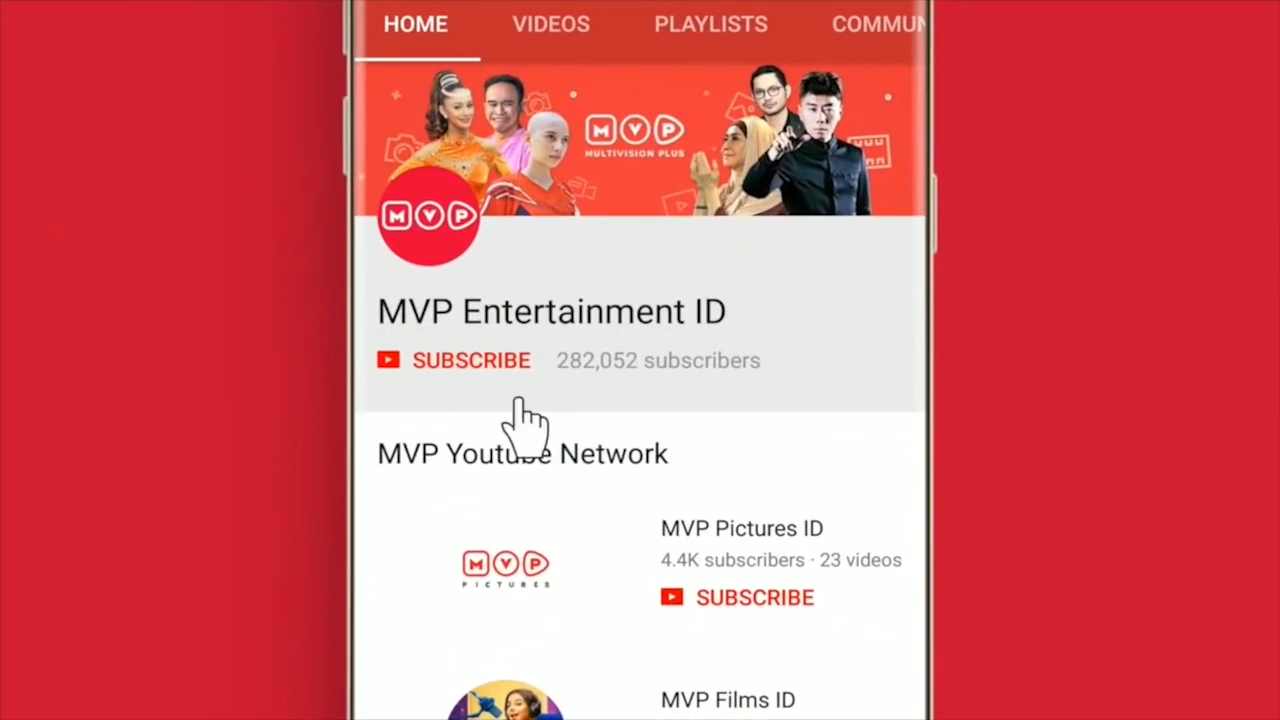 HOME VIDEOS PLAYLISTS COMMUN
MVP
MULTIVISION PLUS
MVP
MVP Entertainment ID
SUBSCRIBE 282,052 subscribers
MVP Youtube Network
MVP Pictures ID
4.4K subscribers · 23 videos
SUBSCRIBE
MVP
PICTURES
MVP Films ID